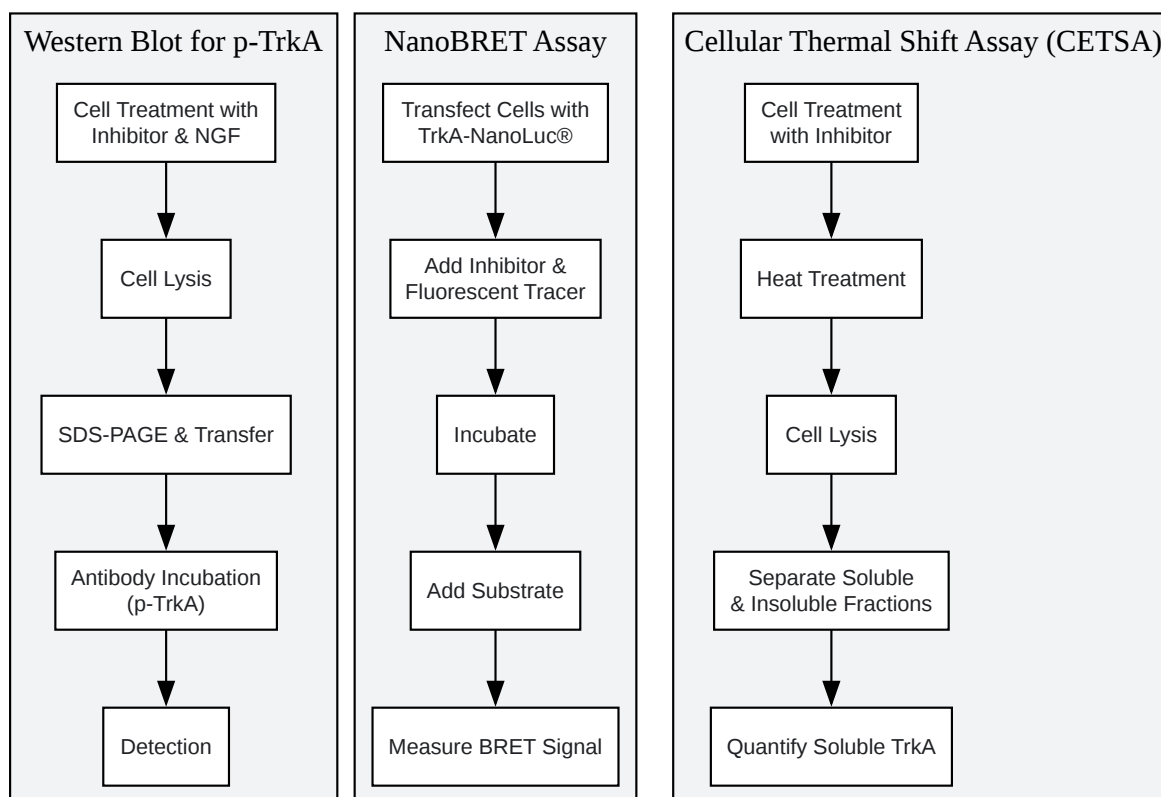 Western Blot for p-TrkA
Cell Treatment with
Inhibitor & NGF
Cell Lysis
SDS-PAGE & Transfer
Antibody Incubation
(p-TrkA)
Detection
NanoBRET Assay
Transfect Cells with
TrkA-NanoLuc®
Add Inhibitor &
Fluorescent Tracer
Incubate
Add Substrate
Measure BRET Signal
Cellular Thermal Shift Assay (CETSA)
Cell Treatment
with Inhibitor
Heat Treatment
Cell Lysis
Separate Soluble
& Insoluble Fractions
Quantify Soluble TrkA